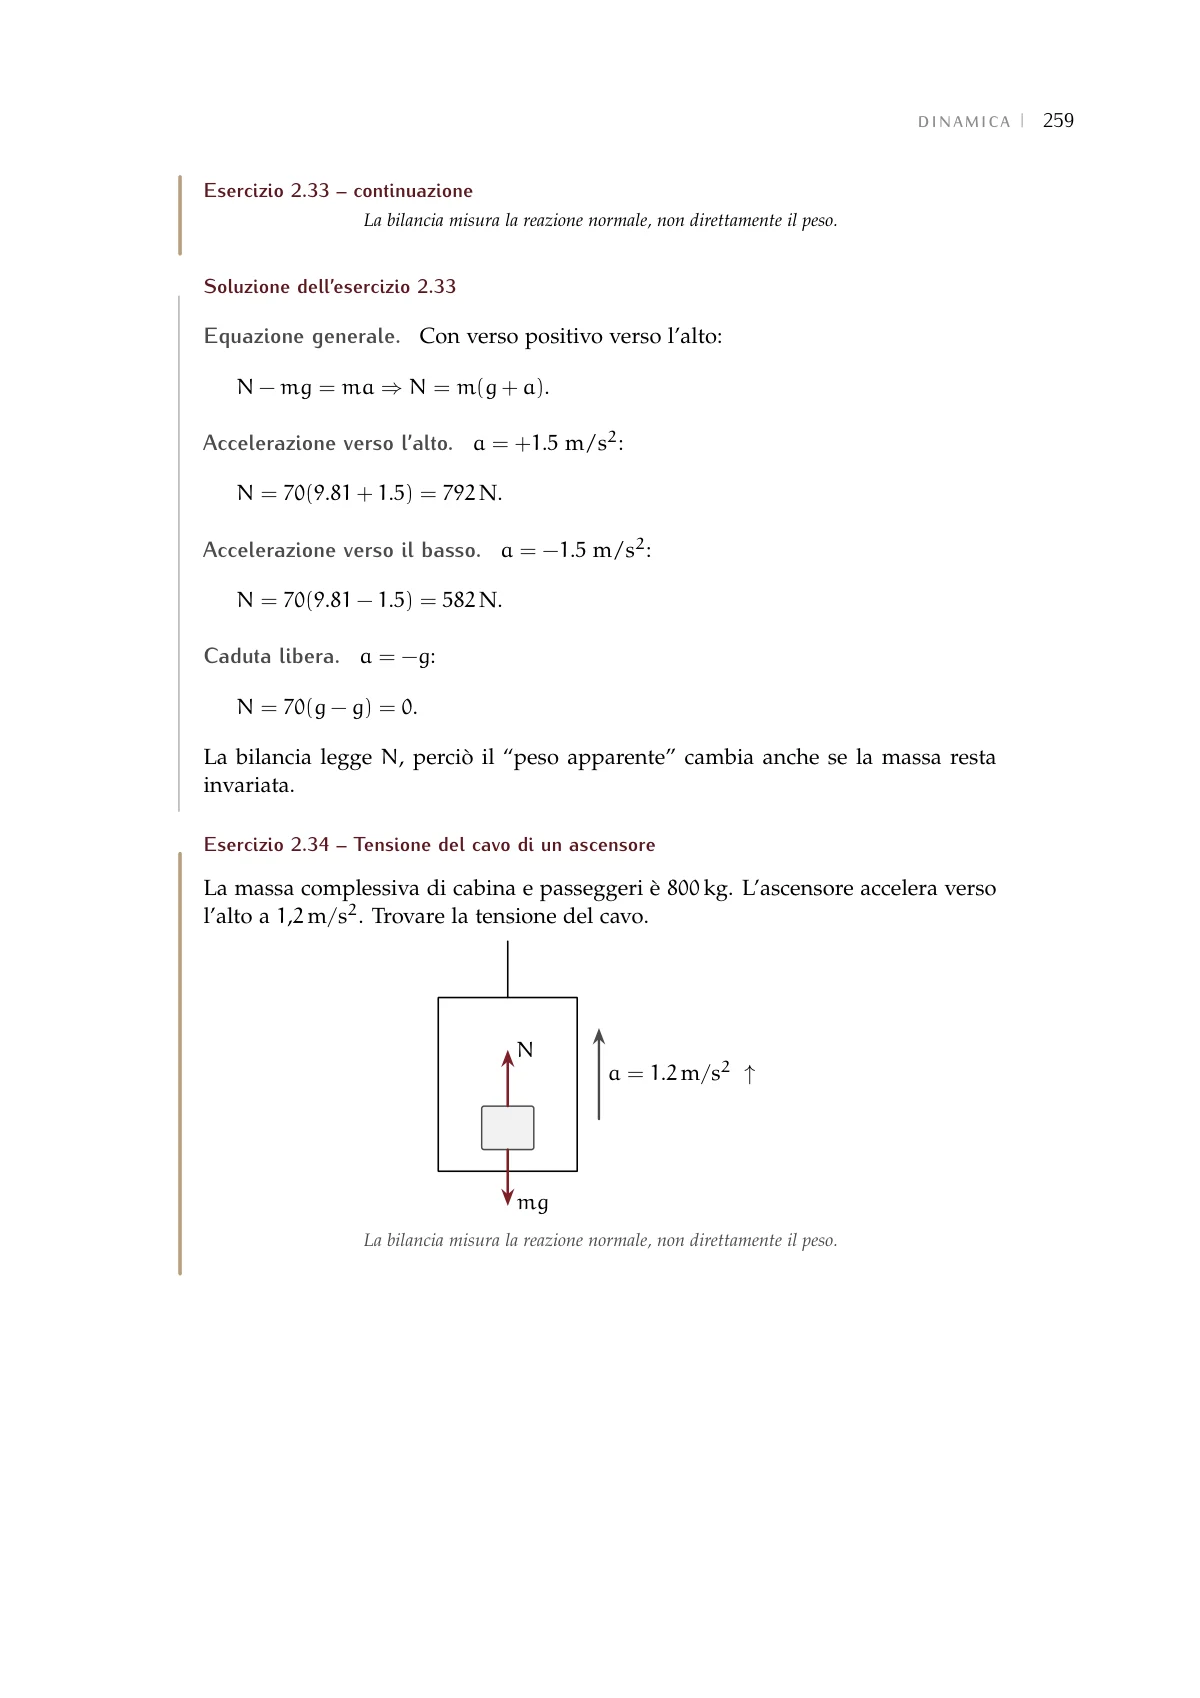 DINAMICA | 259
Esercizio 2.33 – continuazione
La bilancia misura la reazione normale, non direttamente il peso.
Soluzione dell’esercizio 2.33
Equazione generale. Con verso positivo verso l’alto:
N − mg = ma ⇒ N = m(g + a).
Accelerazione verso l’alto. a = +1.5 m/s²:
N = 70(9.81 + 1.5) = 792 N.
Accelerazione verso il basso. a = −1.5 m/s²:
N = 70(9.81 − 1.5) = 582 N.
Caduta libera. a = −g:
N = 70(g − g) = 0.
La bilancia legge N, perciò il “peso apparente” cambia anche se la massa resta
invariata.
Esercizio 2.34 – Tensione del cavo di un ascensore
La massa complessiva di cabina e passeggeri è 800 kg. L’ascensore accelera verso
l’alto a 1,2 m/s². Trovare la tensione del cavo.
N
a = 1.2 m/s² ↑
mg
La bilancia misura la reazione normale, non direttamente il peso.